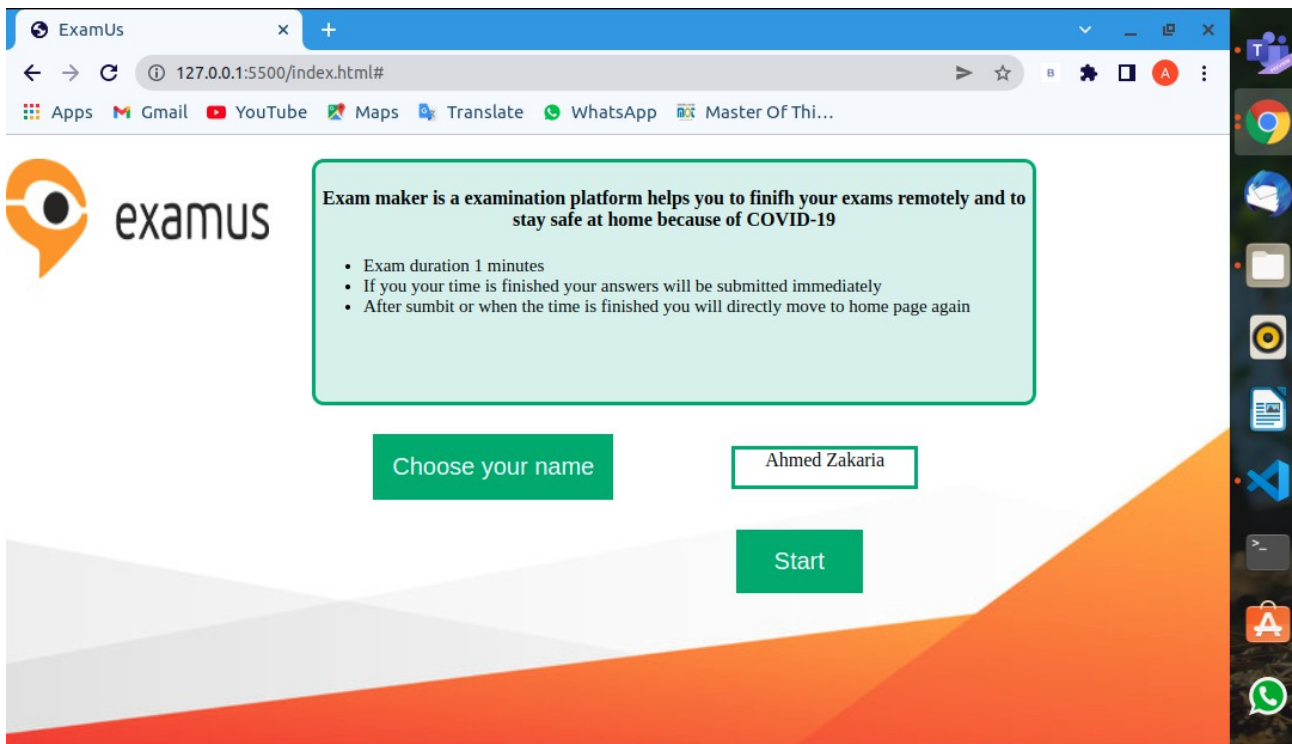 ExamUs
127.0.0.1:5500/index.html#
B
A
Apps
Gmail
YouTube
Maps
Translate
WhatsApp
Master Of Thi...
examus
Exam maker is a examination platform helps you to finifh your exams remotely and to
stay safe at home because of COVID-19
• Exam duration 1 minutes
• If you your time is finished your answers will be submitted immediately
• After sumbit or when the time is finished you will directly move to home page again
Choose your name
Ahmed Zakaria
Start
T
>_
A